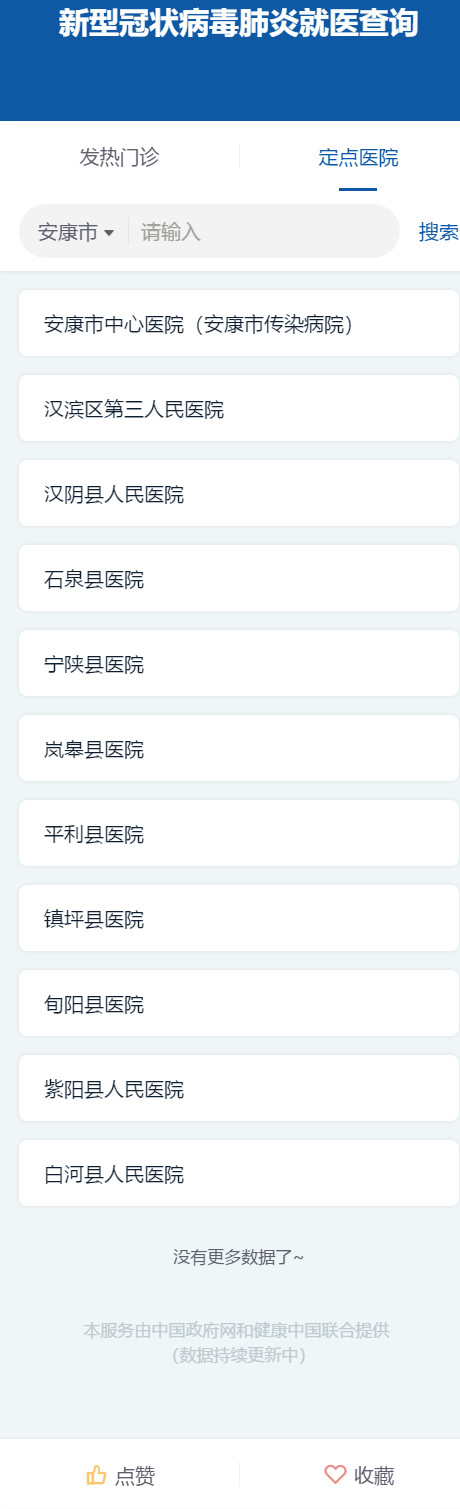 新型冠状病毒肺炎就医查询
发热门诊
定点医院
安康市
请输入
搜索
安康市中心医院（安康市传染病院）
汉滨区第三人民医院
汉阴县人民医院
石泉县医院
宁陕县医院
岚皋县医院
平利县医院
镇坪县医院
旬阳县医院
紫阳县人民医院
白河县人民医院
没有更多数据了~
本服务由中国政府网和健康中国联合提供
（数据持续更新中）
点赞
收藏